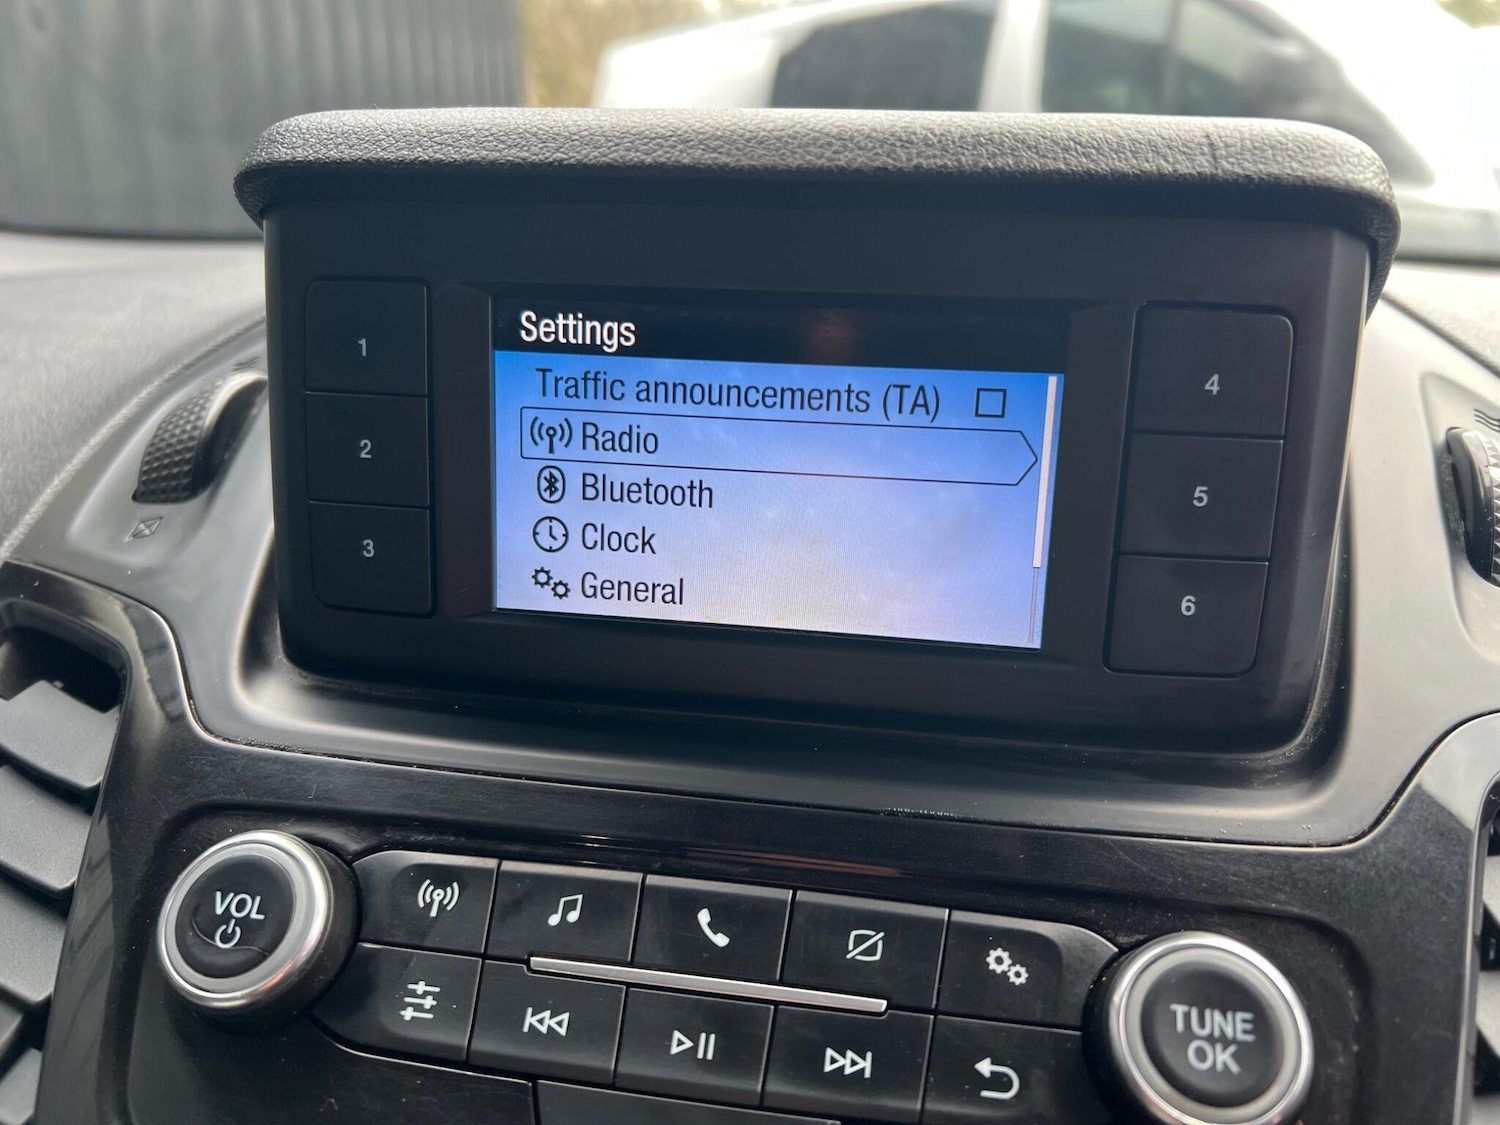 Settings
Traffic announcements (TA)
Radio
Bluetooth
Clock
General
1
2
3
4
5
6
VOL
TUNE
OK